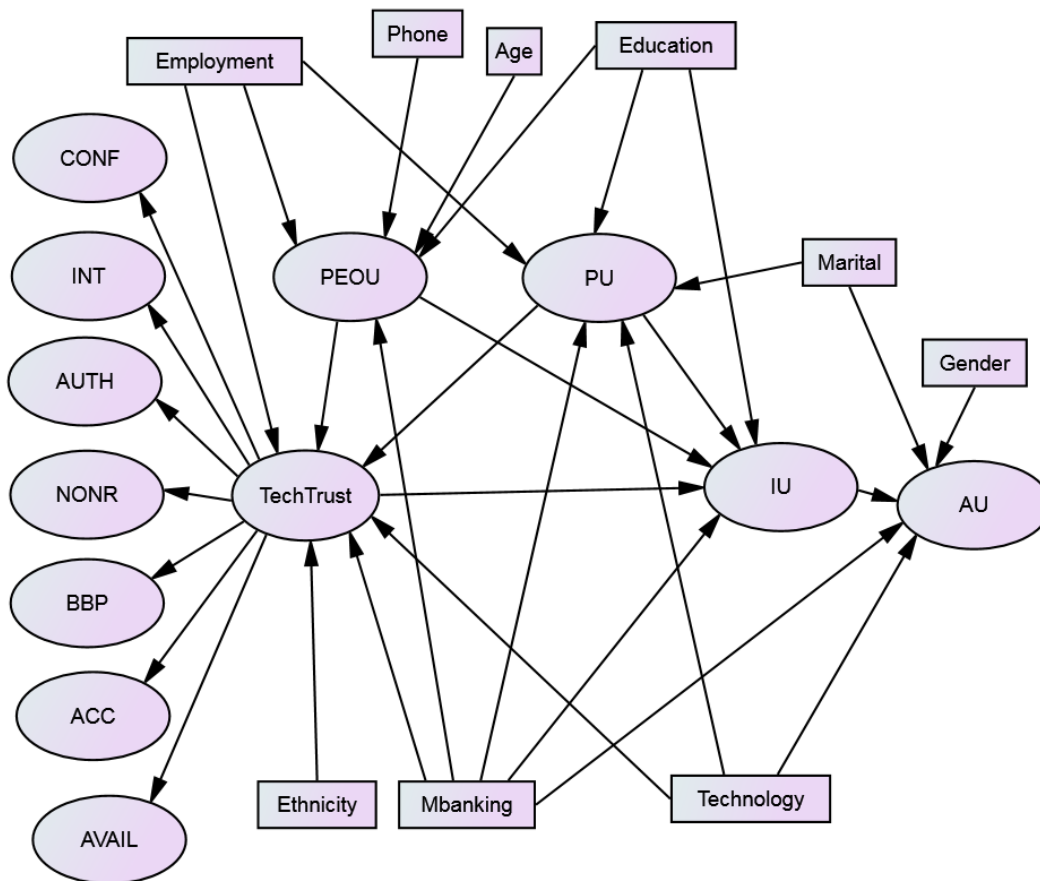 Phone
Age
Education
Employment
CONF
INT
PEOU
PU
Marital
AUTH
Gender
NONR
TechTrust
IU
AU
BBP
ACC
Ethnicity
Mbanking
Technology
AVAIL